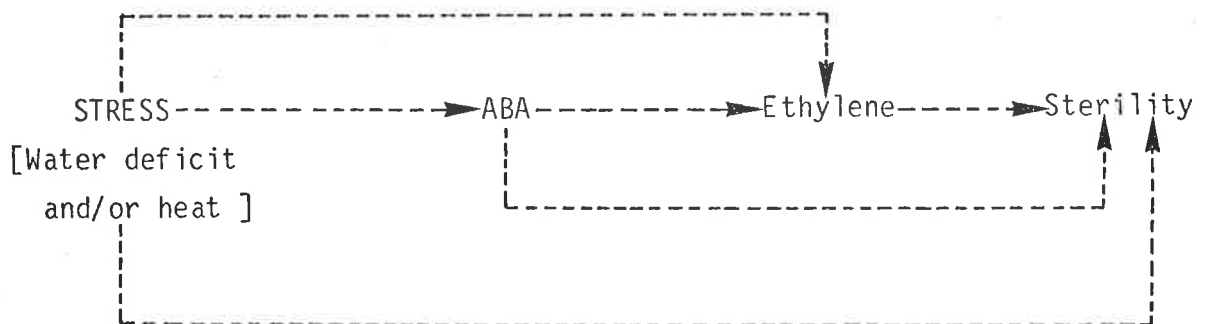 STRESS ABA Ethylene Sterility
[Water deficit
and/or heat ]